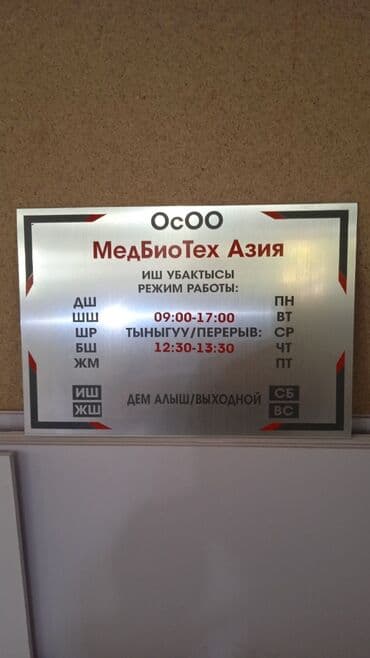 ОсОО
МедБиоТех Азия
ИШ УБАКТЫСЫ
РЕЖИМ РАБОТЫ:
ДШ ПН
ШШ 09:00-17:00 ВТ
ШР ТЫНЫГУУ/ПЕРЕРЫВ: СР
БШ 12:30-13:30 ЧТ
ЖМ ПТ
ИШ СБ
ДЕМ АЛЫШ/ВЫХОДНОЙ
ЖШ ВС